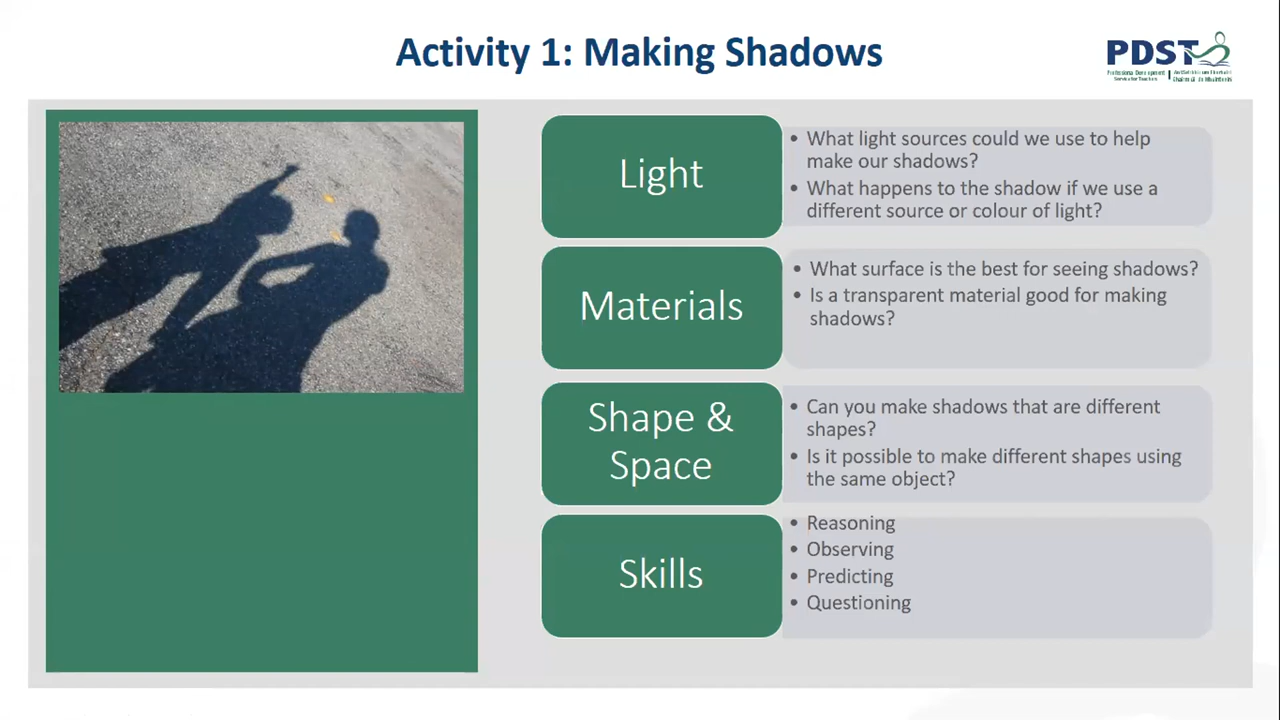 Activity 1: Making Shadows
PDST
Light
• What light sources could we use to help
make our shadows?
• What happens to the shadow if we use a
different source or colour of light?
Materials
• What surface is the best for seeing shadows?
• Is a transparent material good for making
shadows?
Shape &
Space
• Can you make shadows that are different
shapes?
• Is it possible to make different shapes using
the same object?
Skills
• Reasoning
• Observing
• Predicting
• Questioning